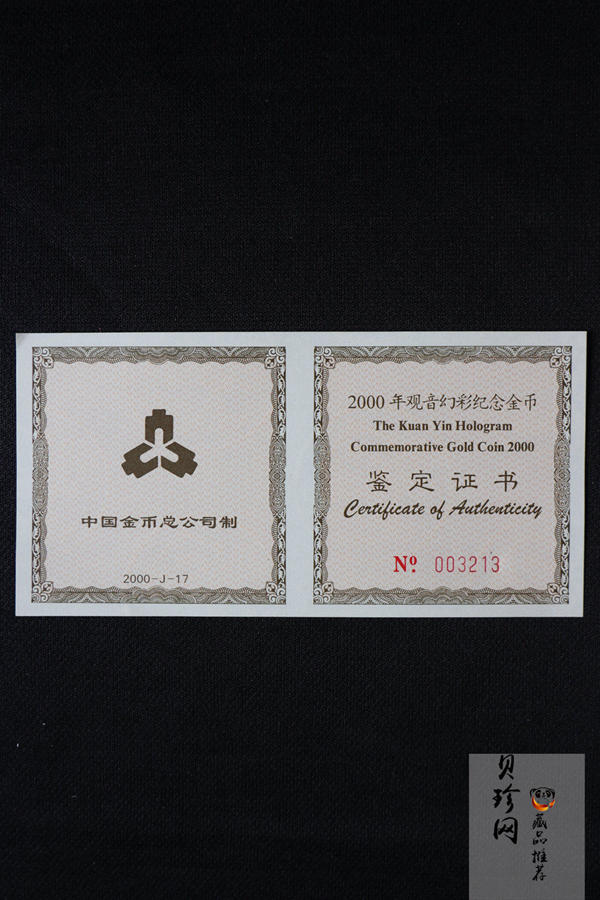 中国金币总公司制
2000-J-17
2000年观音幻彩纪念金币
The Kuan Yin Hologram
Commemorative Gold Coin 2000
鉴定证书
Certificate of Authenticity
Nº 003213
贝珍网
藏品推荐